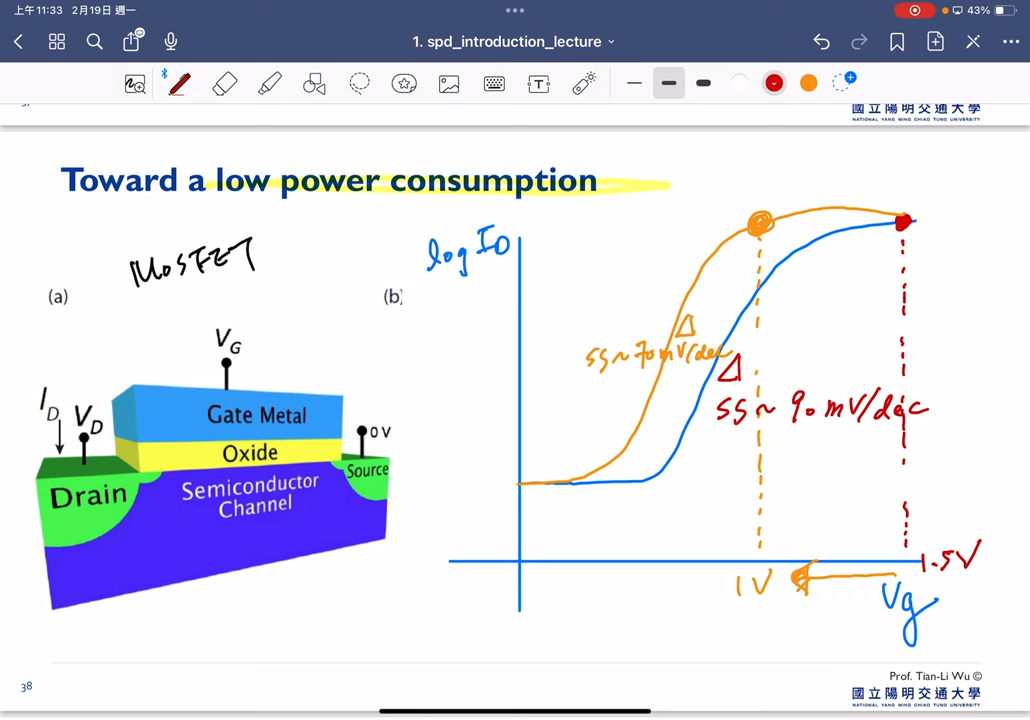 上午11:33 2月19日 週一
43%
1. spd_introduction_lecture
T
國立陽明交通大學
NATIONAL YANG MING CHIAO TUNG UNIVERSITY
Toward a low power consumption
MOSFET
log ID
(a)
(b)
VG
ID
VD
0 V
Gate Metal
Oxide
Source
Drain
Semiconductor
Channel
SS~70mV/dec
SS~90mV/dec
1V
1.5V
Vg
Prof. Tian-Li Wu ©
38
國立陽明交通大學
NATIONAL YANG MING CHIAO TUNG UNIVERSITY